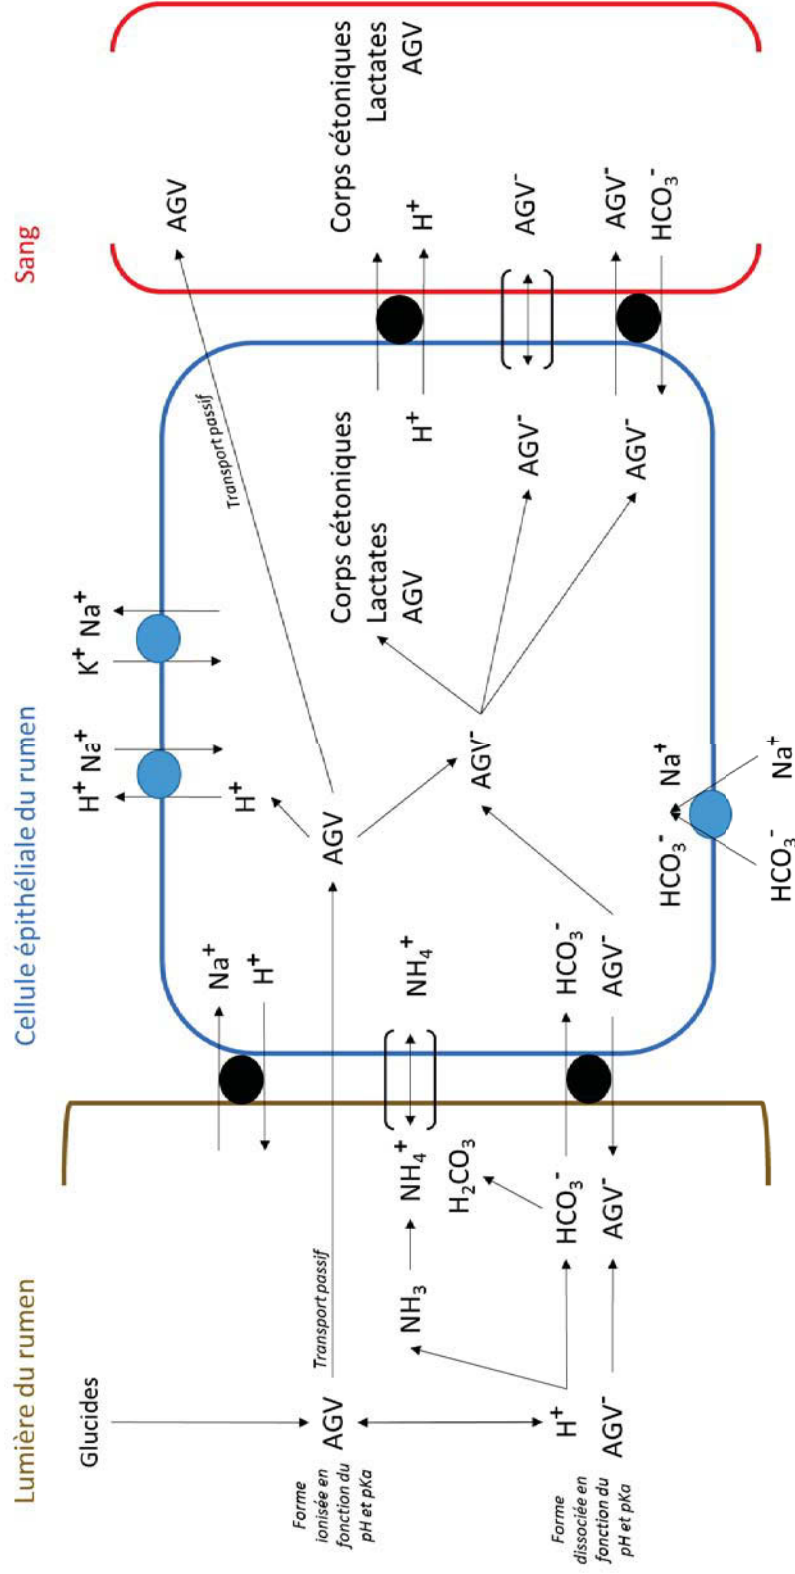 Lumière du rumen
Cellule épithéliale du rumen
Sang
Glucides
Forme
ionisée en
fonction du
pH et pKa
AGV
Transport passif
Forme
dissociée en
fonction du
pH et pKa
H⁺
AGV⁻
NH₃
NH₄⁺
H₂CO₃
HCO₃⁻
AGV⁻
Na⁺
H⁺
NH₄⁺
HCO₃⁻
AGV⁻
H⁺ Na⁺
K⁺ Na⁺
H⁺
AGV
Transport passif
AGV⁻
HCO₃⁻
Na⁺
HCO₃⁻
Na⁺
Corps cétoniques
Lactates
AGV
H⁺
AGV⁻
AGV⁻
AGV
Corps cétoniques
Lactates
AGV
H⁺
AGV⁻
AGV⁻
HCO₃⁻